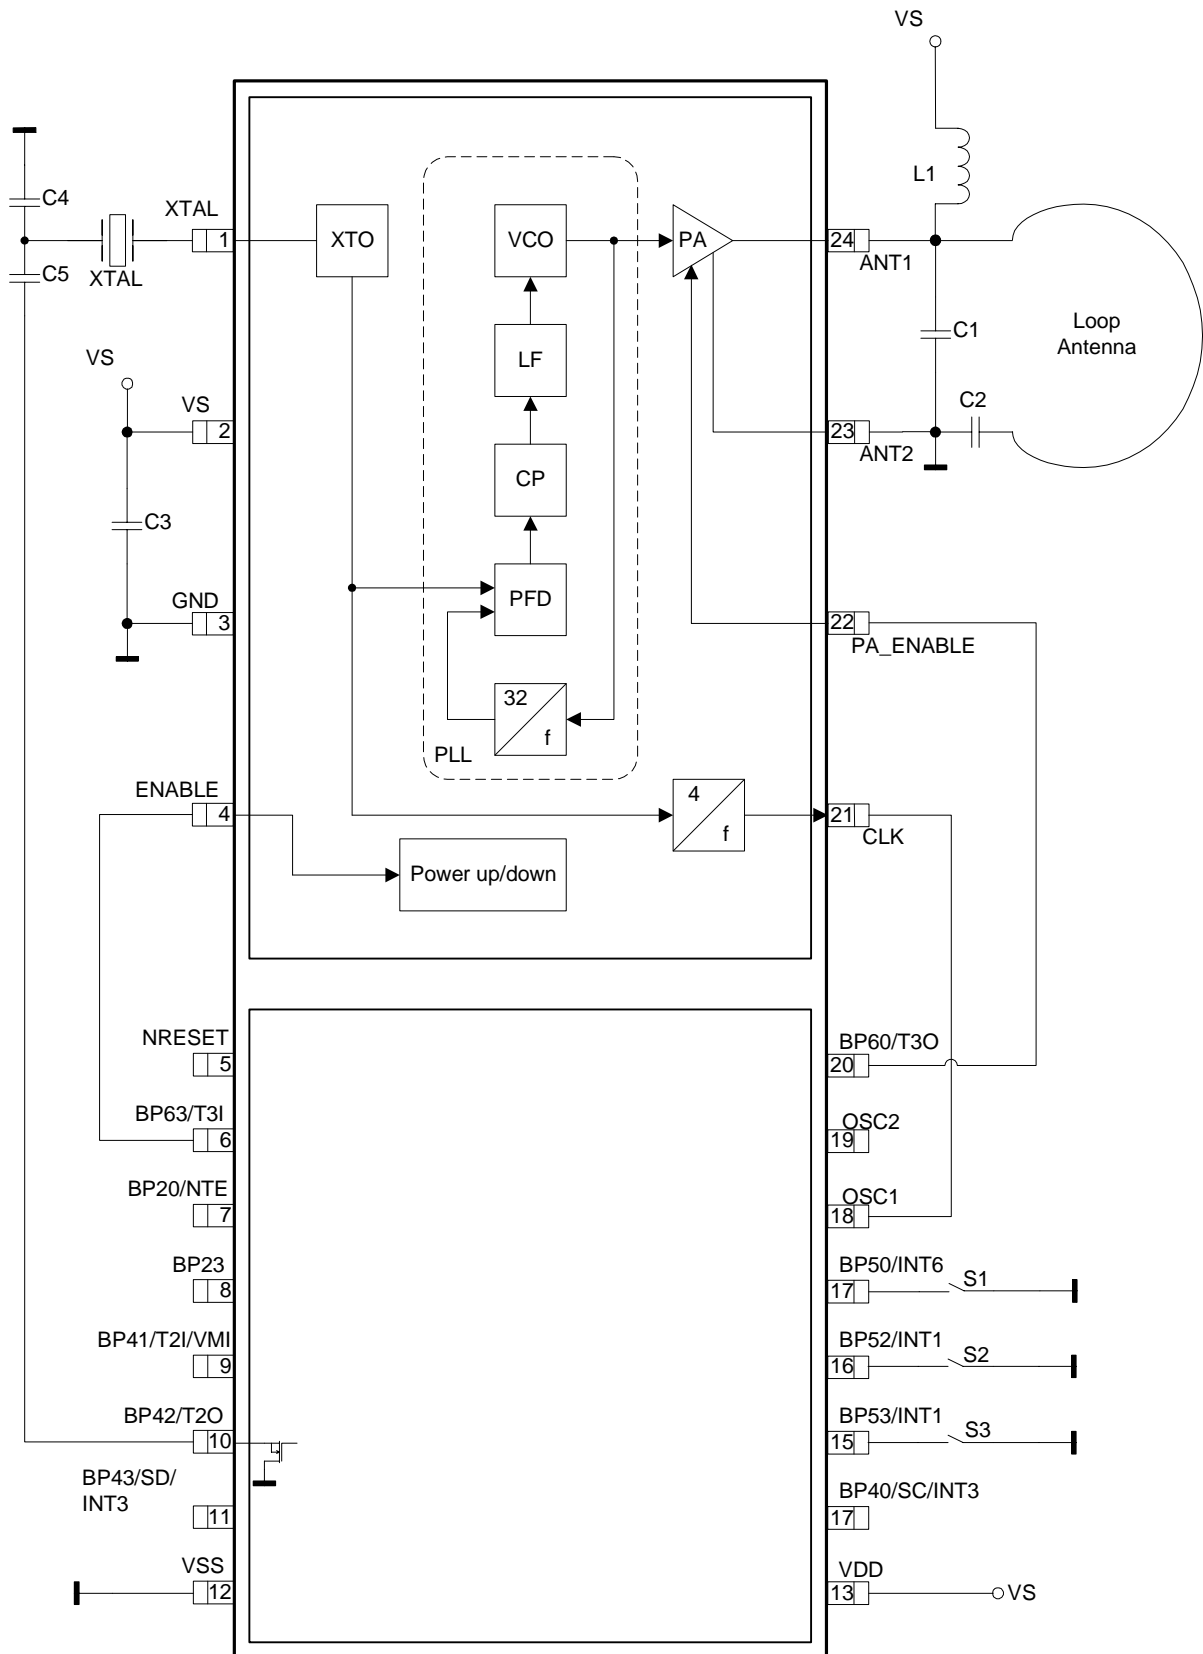 VS
L1
C4
XTAL
1
XTO
VCO
PA
24
ANT1
C5
XTAL
LF
C1
Loop
Antenna
VS
VS
2
C2
23
ANT2
CP
C3
GND
3
PFD
22
PA_ENABLE
32
f
PLL
ENABLE
4
4
f
21
CLK
Power up/down
NRESET
5
BP60/T3O
20
BP63/T3I
6
OSC2
19
BP20/NTE
7
OSC1
18
BP23
8
BP50/INT6
17
S1
BP41/T2I/VMI
9
BP52/INT1
16
S2
BP42/T2O
10
BP53/INT1
15
S3
BP43/SD/
INT3
11
BP40/SC/INT3
17
VSS
12
VDD
13
VS